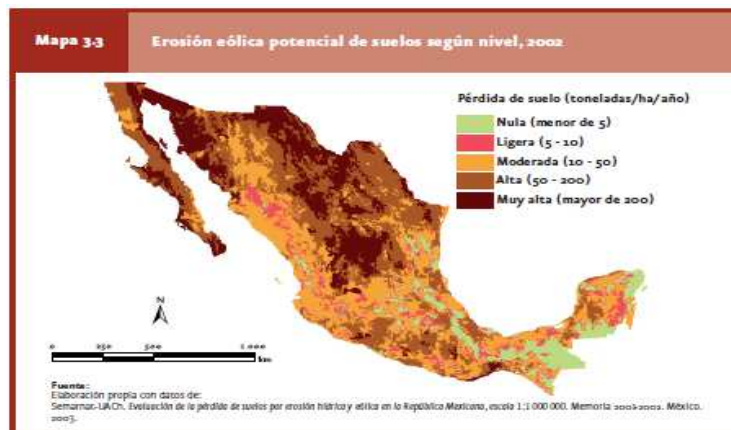 Mapa 3.3
Erosión eólica potencial de suelos según nivel, 2002
Pérdida de suelo (toneladas/ha/año)
Nula (menor de 5)
Ligera (5 - 10)
Moderada (10 - 50)
Alta (50 - 200)
Muy alta (mayor de 200)
N
0 250 500 1 000
km
Fuente:
Elaboración propia con datos de:
Semarnat-UACh. Evaluación de la pérdida de suelos por erosión hídrica y eólica en la República Mexicana, escala 1:1 000 000. Memoria 2001-2002. México.
2003.